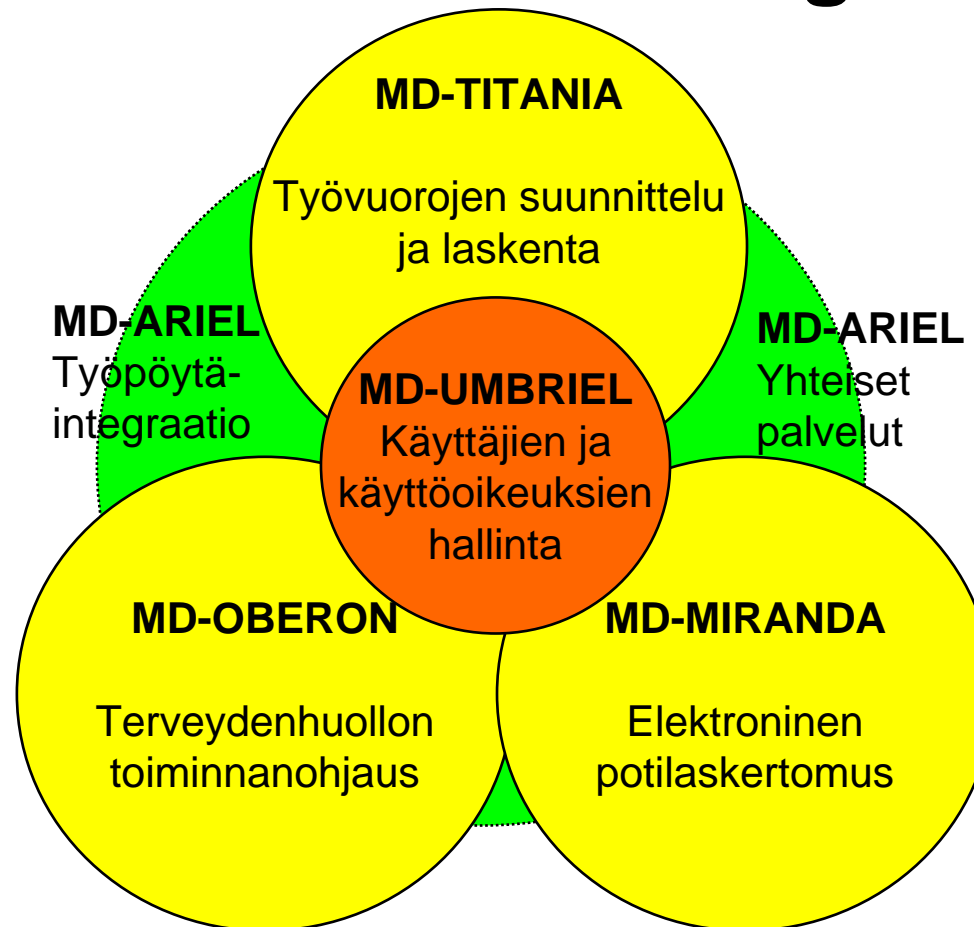 g
MD-TITANIA
Työvuorojen suunnittelu
ja laskenta
MD-ARIEL
Työpöytä-
integraatio
MD-ARIEL
Yhteiset
palvelut
MD-UMBRIEL
Käyttäjien ja
käyttöoikeuksien
hallinta
MD-OBERON
Terveydenhuollon
toiminnanohjaus
MD-MIRANDA
Elektroninen
potilaskertomus